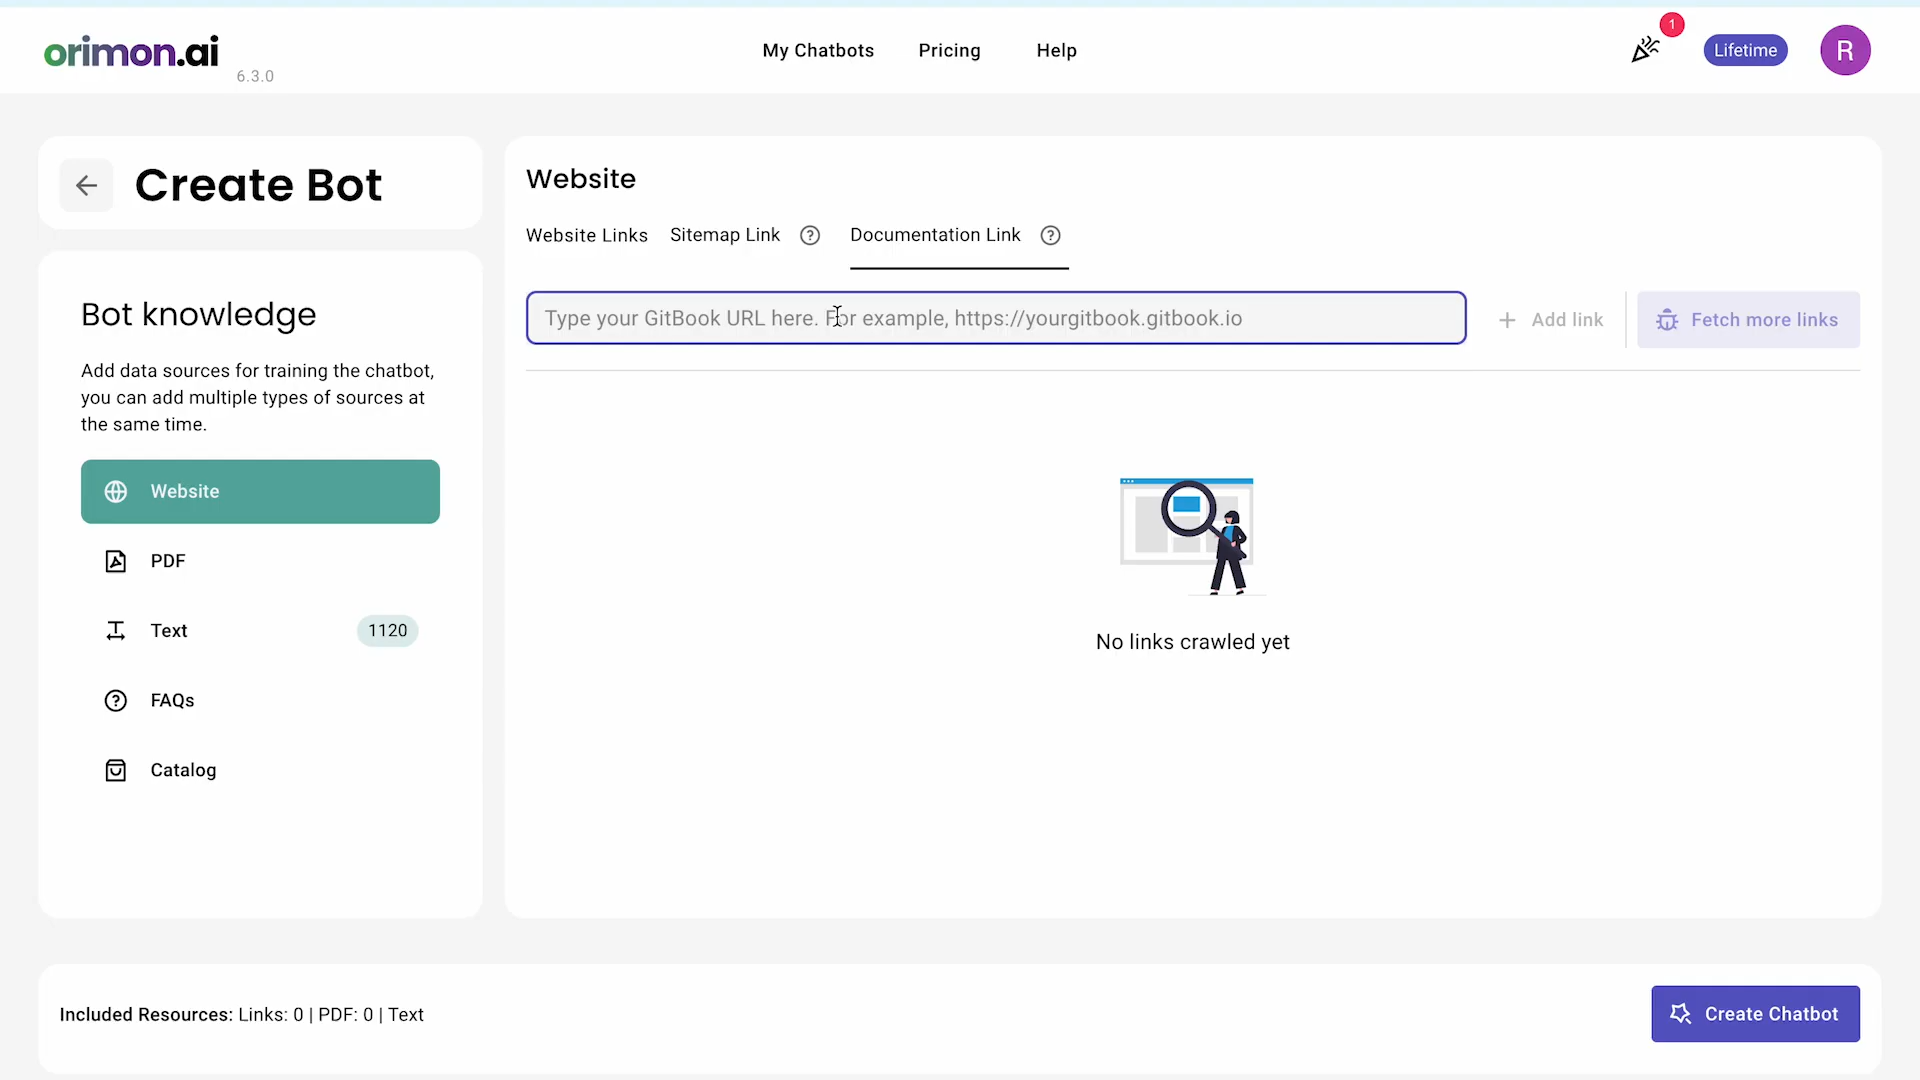 orimon.ai
6.3.0
My Chatbots
Pricing
Help
1
Lifetime
R
Create Bot
Bot knowledge
Add data sources for training the chatbot,
you can add multiple types of sources at
the same time.
Website
PDF
Text
1120
FAQs
Catalog
Website
Website Links
Sitemap Link
?
Documentation Link
?
Type your GitBook URL here. For example, https://yourgitbook.gitbook.io
+ Add link
Fetch more links
No links crawled yet
Included Resources: Links: 0 | PDF: 0 | Text
Create Chatbot